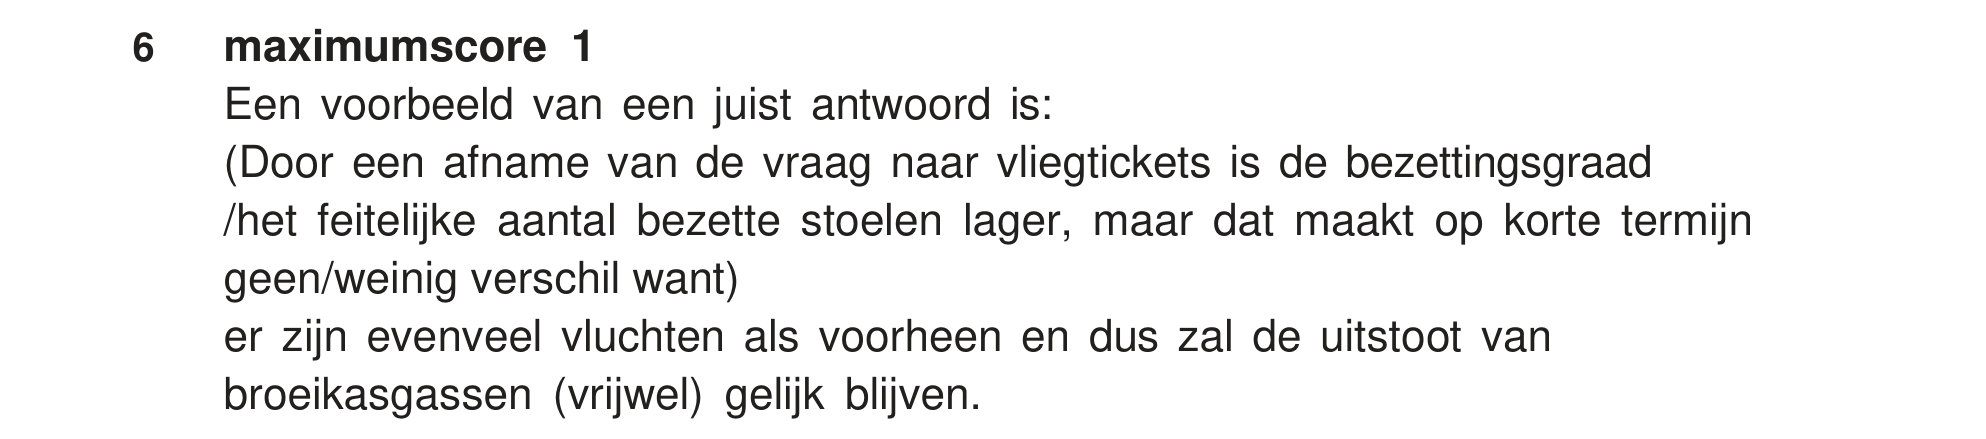 6 maximumscore 1
Een voorbeeld van een juist antwoord is:
(Door een afname van de vraag naar vliegtickets is de bezettingsgraad
/het feitelijke aantal bezette stoelen lager, maar dat maakt op korte termijn
geen/weinig verschil want)
er zijn evenveel vluchten als voorheen en dus zal de uitstoot van
broeikasgassen (vrijwel) gelijk blijven.